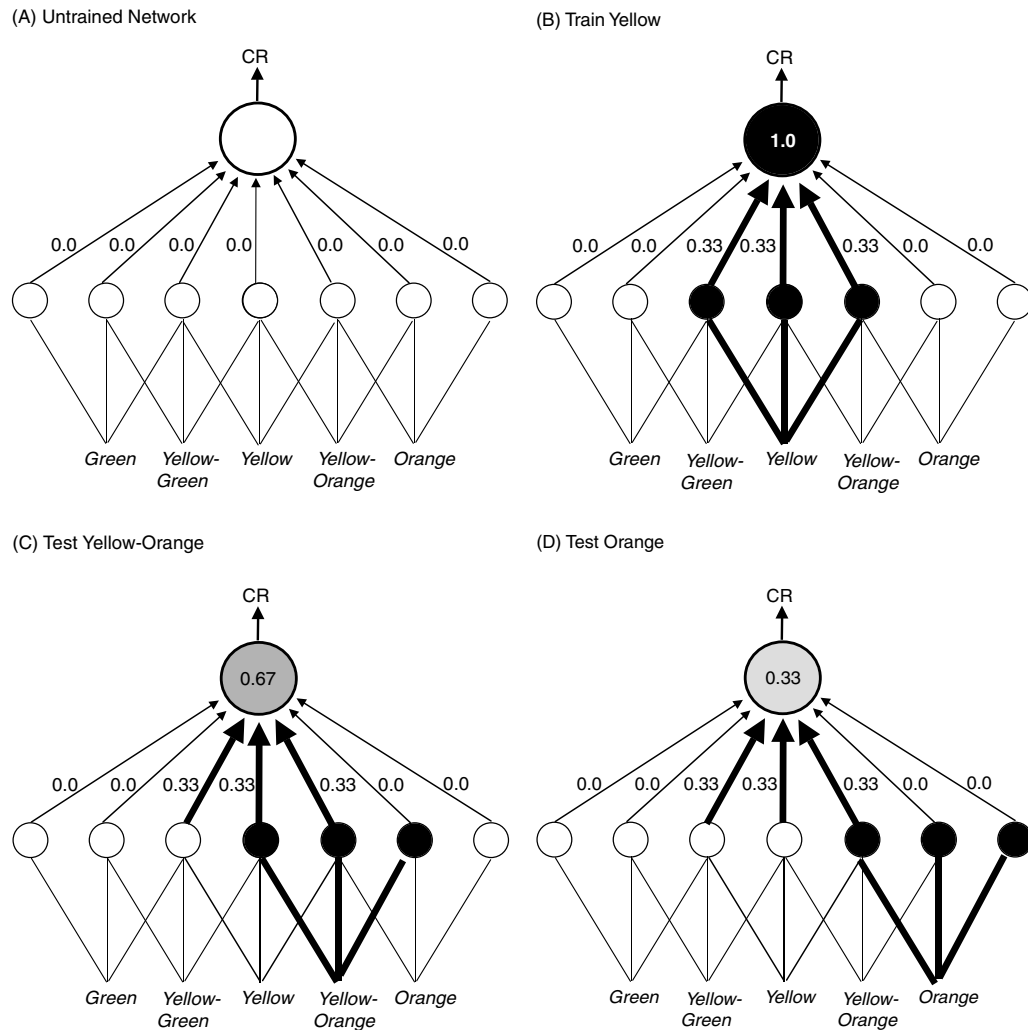 (A) Untrained Network
CR
0.0 0.0 0.0 0.0 0.0 0.0 0.0
Green Yellow- Yellow Yellow- Orange
Green Orange
(B) Train Yellow
CR
1.0
0.0 0.0 0.33 0.33 0.33 0.0 0.0
Green Yellow- Yellow Yellow- Orange
Green Orange
(C) Test Yellow-Orange
CR
0.67
0.0 0.0 0.33 0.33 0.33 0.0 0.0
Green Yellow- Yellow Yellow- Orange
Green Orange
(D) Test Orange
CR
0.33
0.0 0.0 0.33 0.33 0.33 0.0 0.0
Green Yellow- Yellow Yellow- Orange
Green Orange